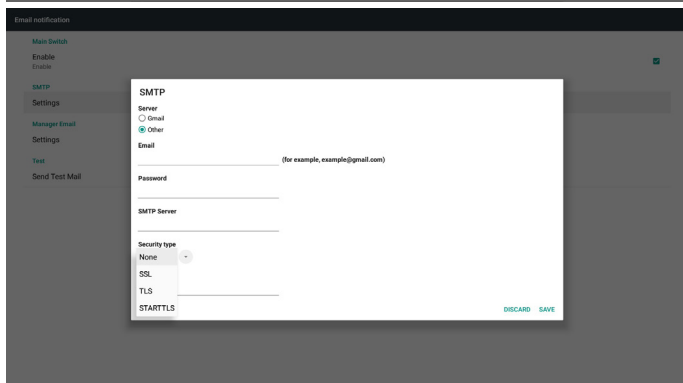 Email notification
Main Switch
Enable
Enable
SMTP
Settings
Manager Email
Settings
Test
Send Test Mail
SMTP
Server
Gmail
Other
Email
(for example, example@gmail.com)
Password
SMTP Server
Security type
None
SSL
TLS
STARTTLS
DISCARD SAVE